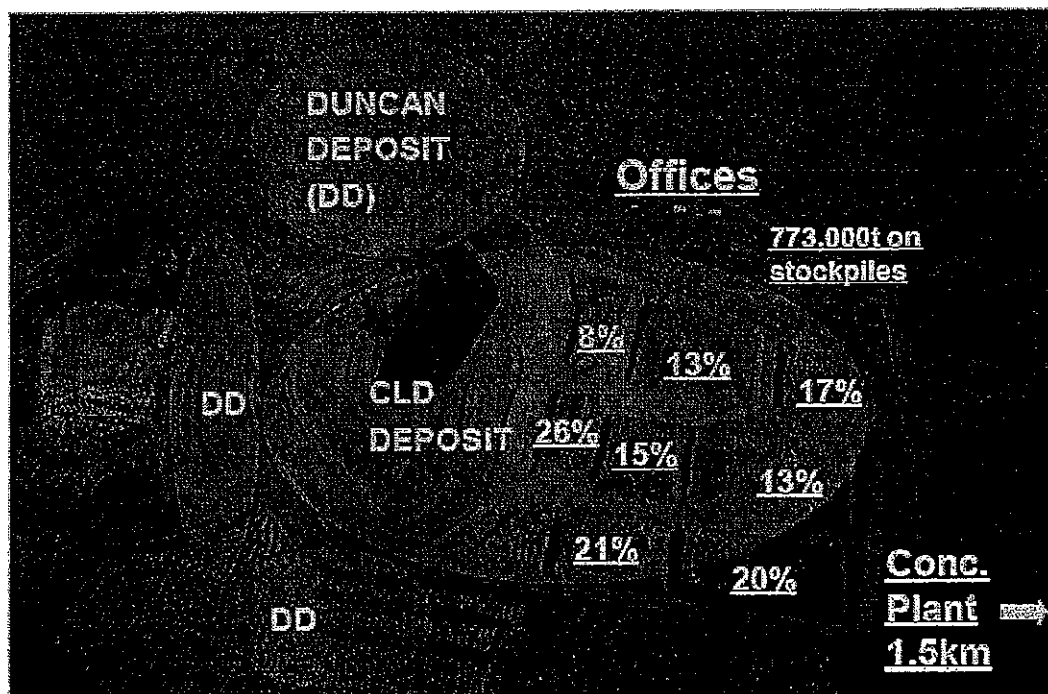 DUNCAN
DEPOSIT
(DD)
Offices
773.000t on
stockpiles
8%
13%
17%
DD
CLD
DEPOSIT
26%
15%
13%
21%
20%
DD
Conc.
Plant
1.5km